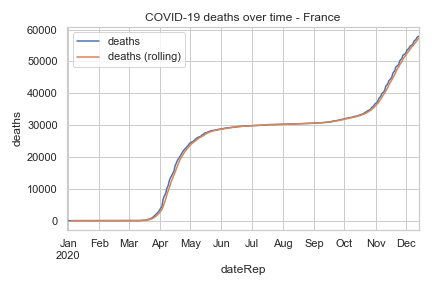 COVID-19 deaths over time - France
deaths
deaths (rolling)
deaths
60000
50000
40000
30000
20000
10000
0
Jan Feb Mar Apr May Jun Jul Aug Sep Oct Nov Dec
2020
dateRep